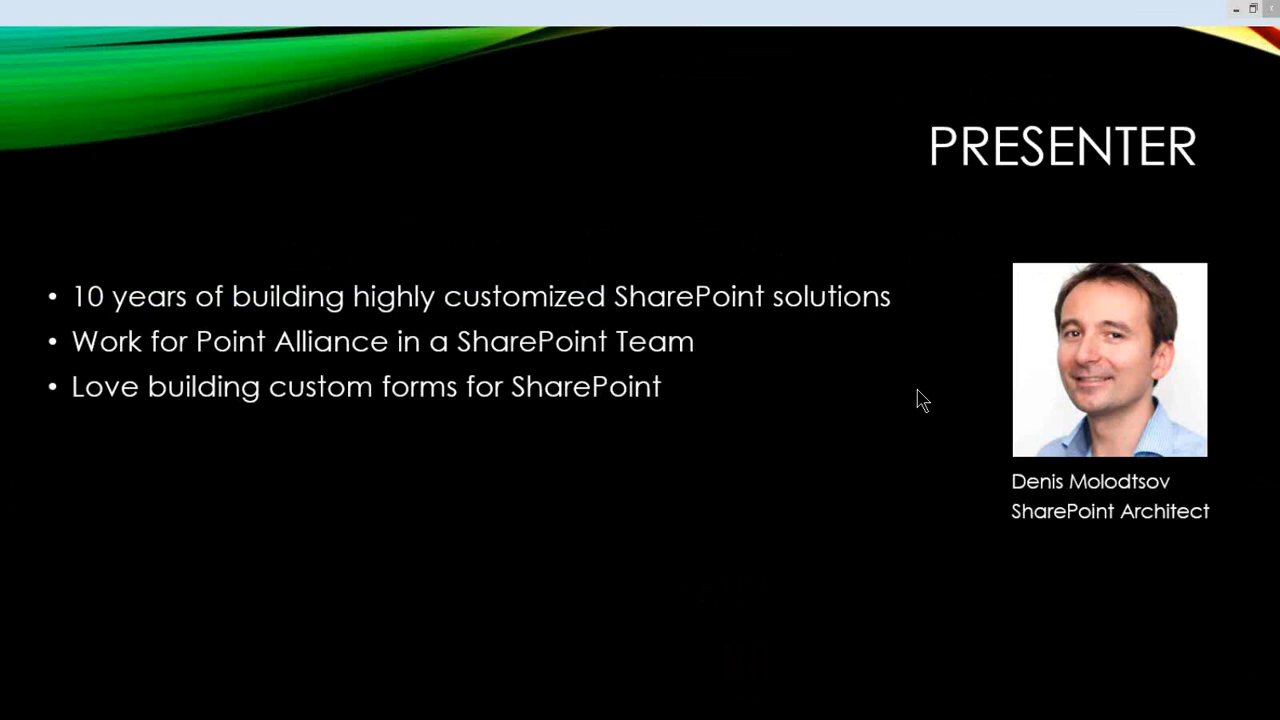 PRESENTER
• 10 years of building highly customized SharePoint solutions
• Work for Point Alliance in a SharePoint Team
• Love building custom forms for SharePoint
Denis Molodtsov
SharePoint Architect